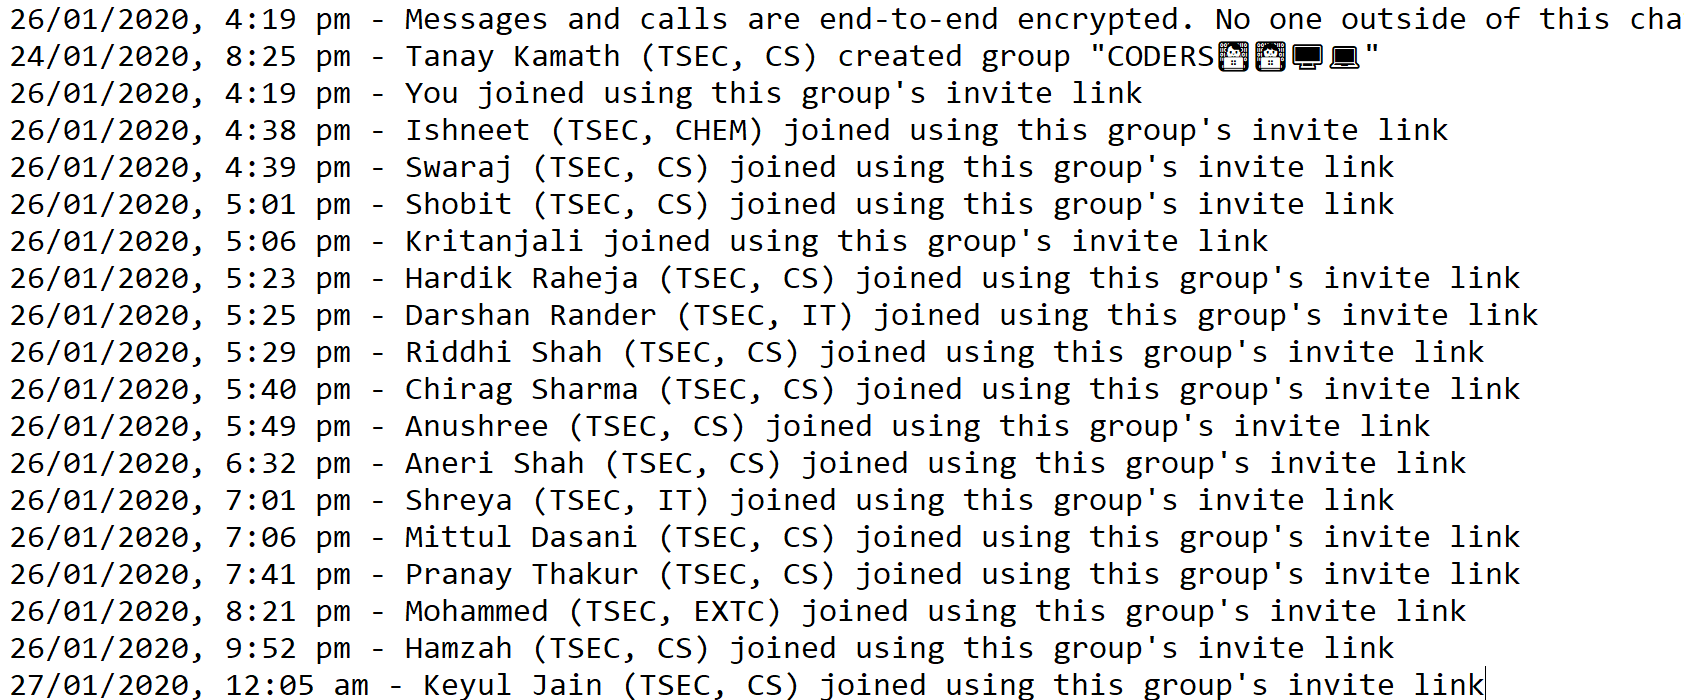 26/01/2020, 4:19 pm - Messages and calls are end-to-end encrypted. No one outside of this cha
24/01/2020, 8:25 pm - Tanay Kamath (TSEC, CS) created group "CODERS👨‍💻👩‍💻🖥️💻"
26/01/2020, 4:19 pm - You joined using this group's invite link
26/01/2020, 4:38 pm - Ishneet (TSEC, CHEM) joined using this group's invite link
26/01/2020, 4:39 pm - Swaraj (TSEC, CS) joined using this group's invite link
26/01/2020, 5:01 pm - Shobit (TSEC, CS) joined using this group's invite link
26/01/2020, 5:06 pm - Kritanjali joined using this group's invite link
26/01/2020, 5:23 pm - Hardik Raheja (TSEC, CS) joined using this group's invite link
26/01/2020, 5:25 pm - Darshan Rander (TSEC, IT) joined using this group's invite link
26/01/2020, 5:29 pm - Riddhi Shah (TSEC, CS) joined using this group's invite link
26/01/2020, 5:40 pm - Chirag Sharma (TSEC, CS) joined using this group's invite link
26/01/2020, 5:49 pm - Anushree (TSEC, CS) joined using this group's invite link
26/01/2020, 6:32 pm - Aneri Shah (TSEC, CS) joined using this group's invite link
26/01/2020, 7:01 pm - Shreya (TSEC, IT) joined using this group's invite link
26/01/2020, 7:06 pm - Mittul Dasani (TSEC, CS) joined using this group's invite link
26/01/2020, 7:41 pm - Pranay Thakur (TSEC, CS) joined using this group's invite link
26/01/2020, 8:21 pm - Mohammed (TSEC, EXTC) joined using this group's invite link
26/01/2020, 9:52 pm - Hamzah (TSEC, CS) joined using this group's invite link
27/01/2020, 12:05 am - Keyul Jain (TSEC, CS) joined using this group's invite link